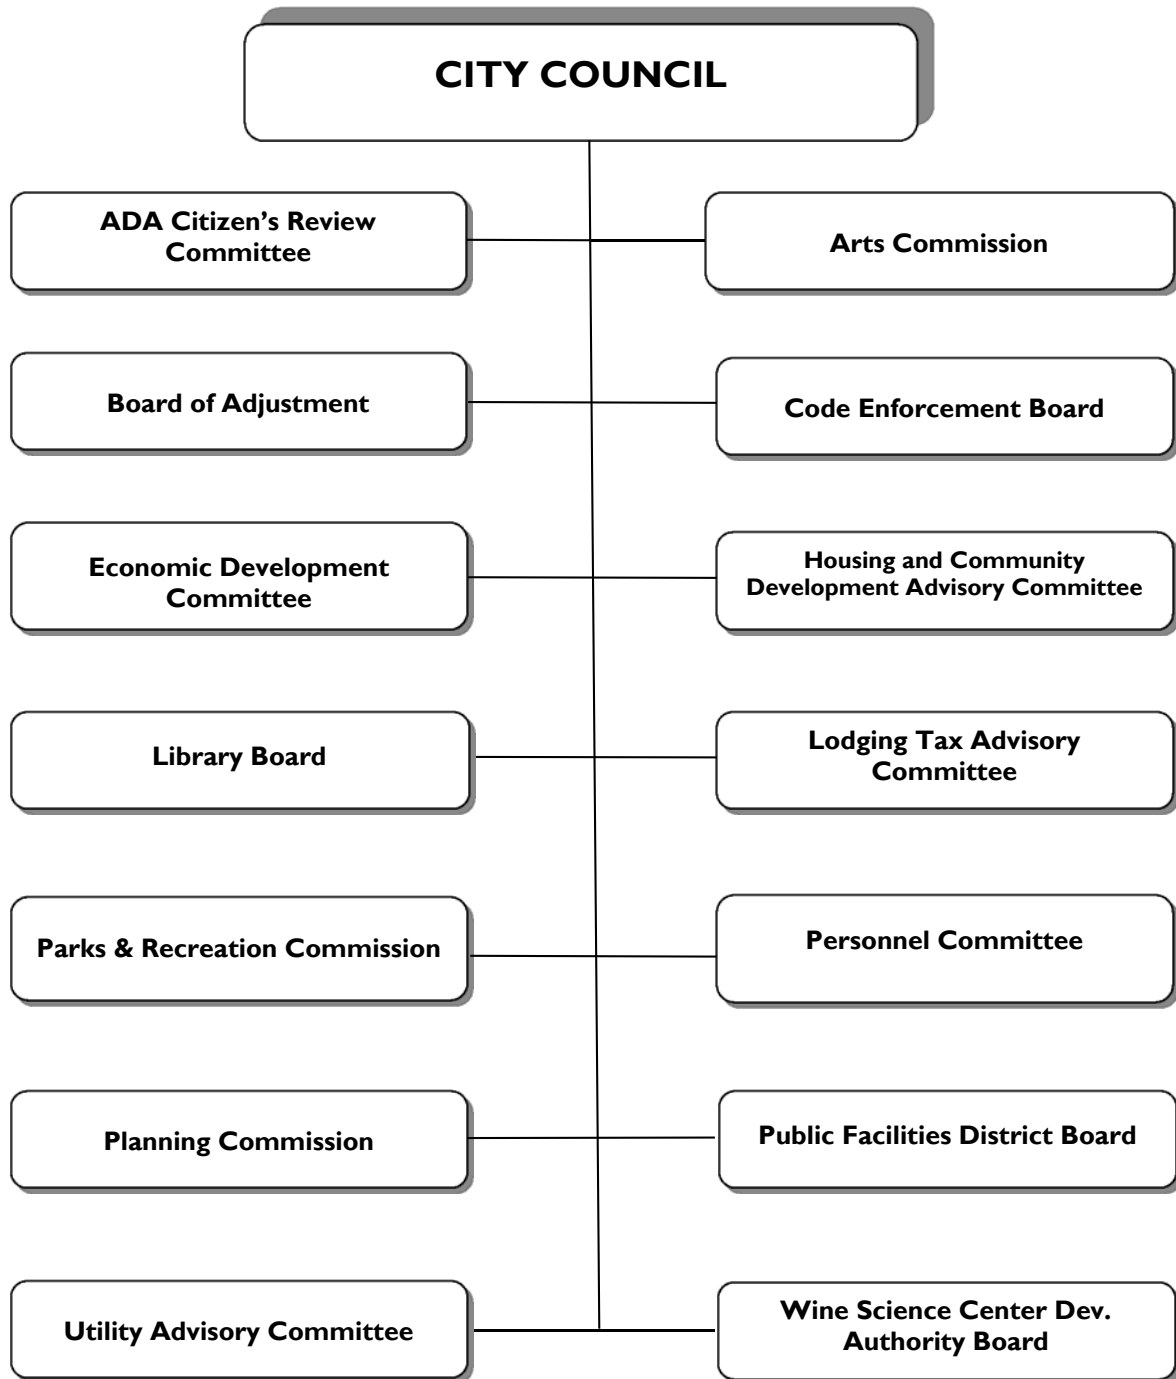 CITY COUNCIL
ADA Citizen’s Review
Committee
Arts Commission
Board of Adjustment
Code Enforcement Board
Economic Development
Committee
Housing and Community
Development Advisory Committee
Library Board
Lodging Tax Advisory
Committee
Parks & Recreation Commission
Personnel Committee
Planning Commission
Public Facilities District Board
Utility Advisory Committee
Wine Science Center Dev.
Authority Board